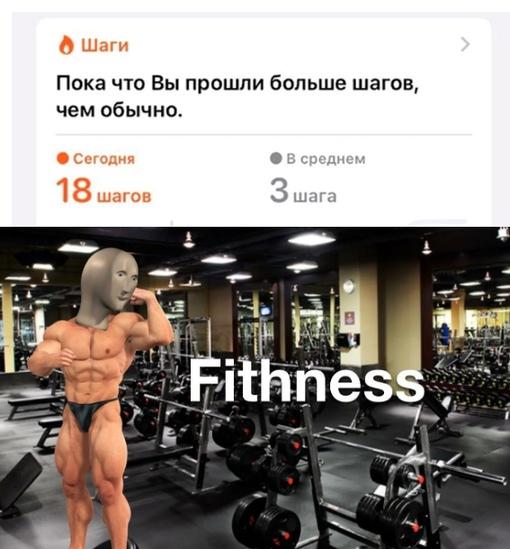 Шаги
Пока что Вы прошли больше шагов,
чем обычно.
Сегодня
В среднем
18 шагов
3 шага
Fithness